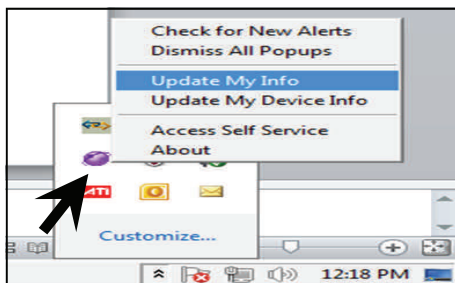 Check for New Alerts
Dismiss All Popups
Update My Info
Update My Device Info
Access Self Service
About
ATI
Customize...
12:18 PM